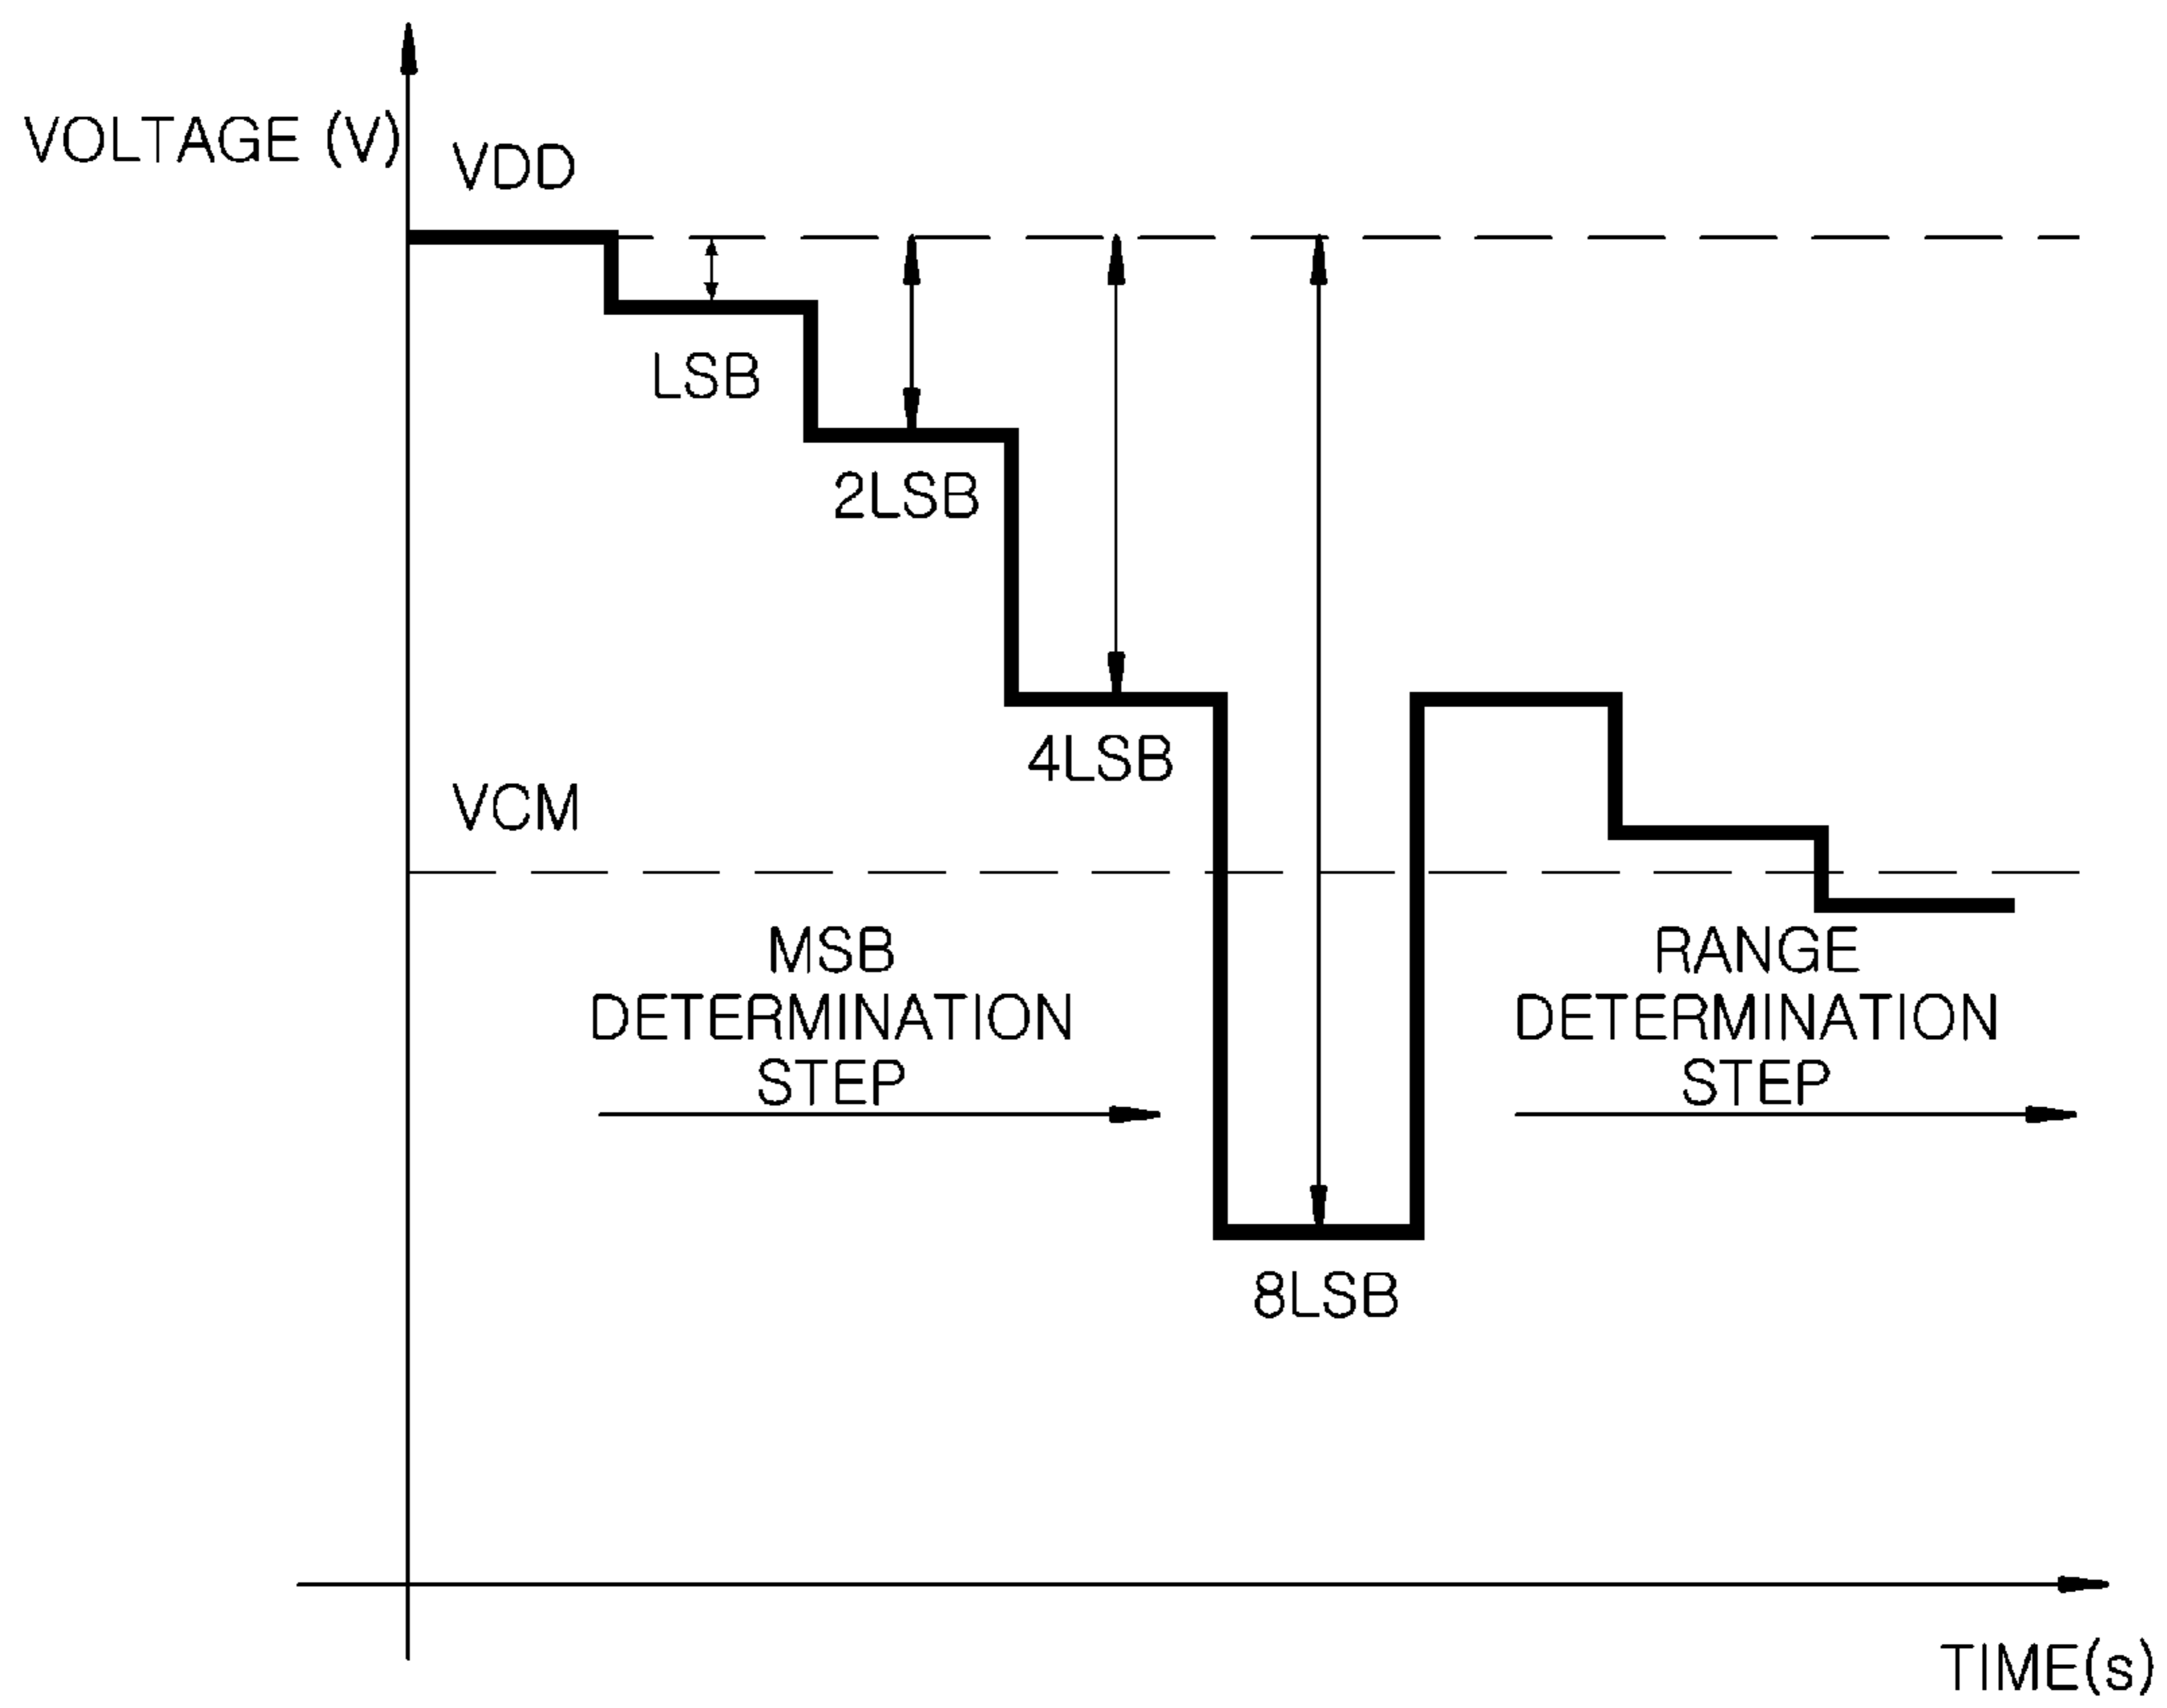 VOLTAGE (V)
VDD
LSB
2LSB
4LSB
VCM
MSB
DETERMINATION
STEP
RANGE
DETERMINATION
STEP
8LSB
TIME(s)